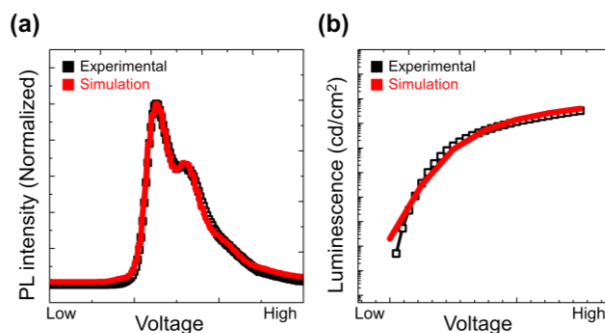 (a)
Experimental
Simulation
PL intensity (Normalized)
Low
High
Voltage
(b)
Experimental
Simulation
Luminescence (cd/cm²)
Low
High
Voltage